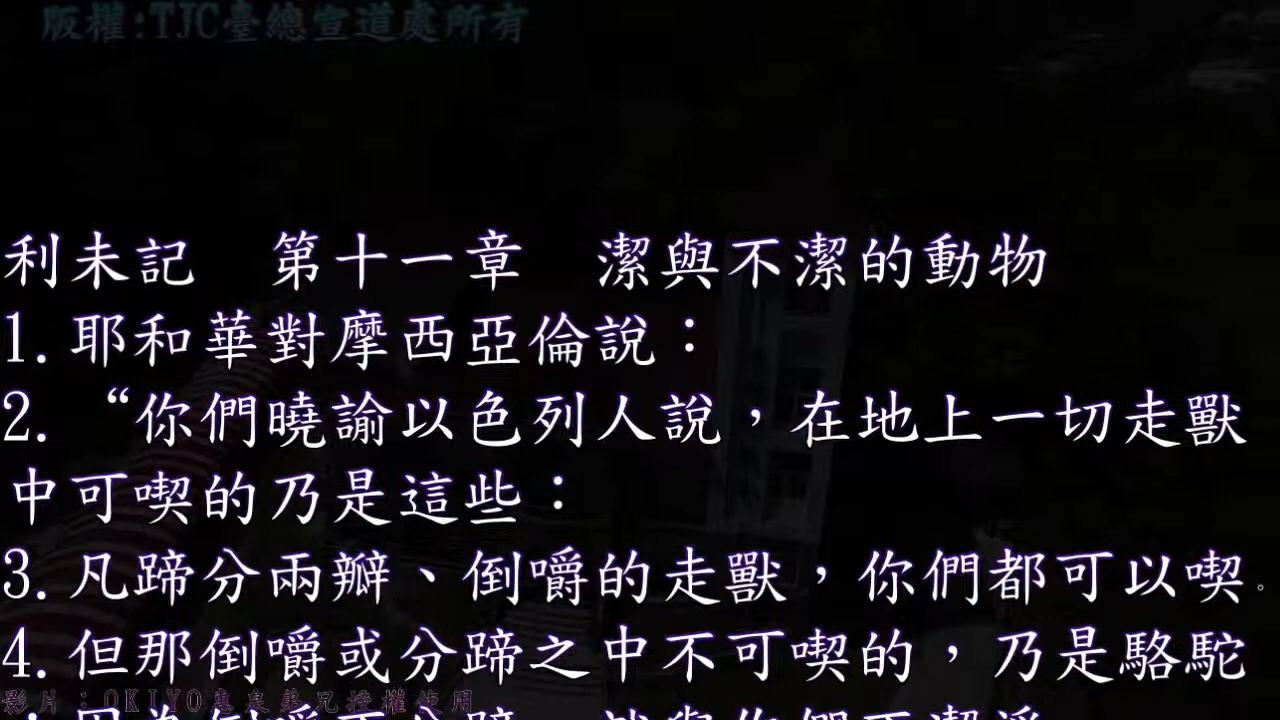 版權:TJC臺總宣道處所有
利未記　第十一章　潔與不潔的動物
1.耶和華對摩西亞倫說：
2.“你們曉諭以色列人說，在地上一切走獸
中可喫的乃是這些：
3.凡蹄分兩瓣、倒嚼的走獸，你們都可以喫。
4.但那倒嚼或分蹄之中不可喫的，乃是駱駝
影片：OKIYO惠泉弟兄授權使用